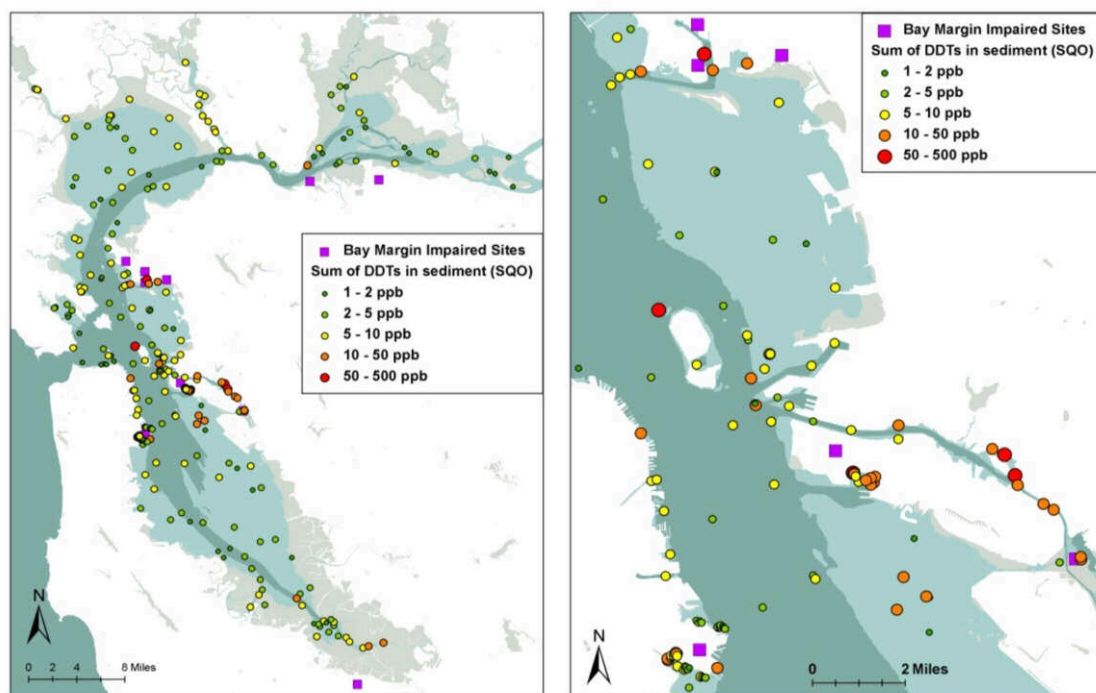 Bay Margin Impaired Sites
Sum of DDTs in sediment (SQO)
1 - 2 ppb
2 - 5 ppb
5 - 10 ppb
10 - 50 ppb
50 - 500 ppb
N
0 2 4 8 Miles
Bay Margin Impaired Sites
Sum of DDTs in sediment (SQO)
1 - 2 ppb
2 - 5 ppb
5 - 10 ppb
10 - 50 ppb
50 - 500 ppb
N
0 2 Miles